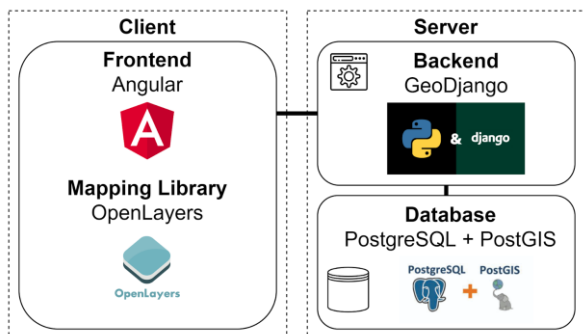 Client
Frontend
Angular
A
Mapping Library
OpenLayers
OpenLayers
Server
Backend
GeoDjango
& django
Database
PostgreSQL + PostGIS
PostgreSQL PostGIS
+